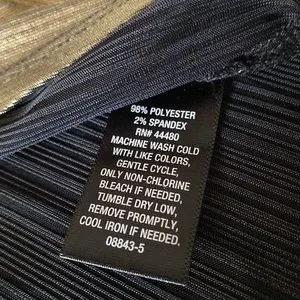 98% POLYESTER
2% SPANDEX
RN# 44480
MACHINE WASH COLD
WITH LIKE COLORS,
GENTLE CYCLE,
ONLY NON-CHLORINE
BLEACH IF NEEDED,
TUMBLE DRY LOW,
REMOVE PROMPTLY,
COOL IRON IF NEEDED.
08843-5